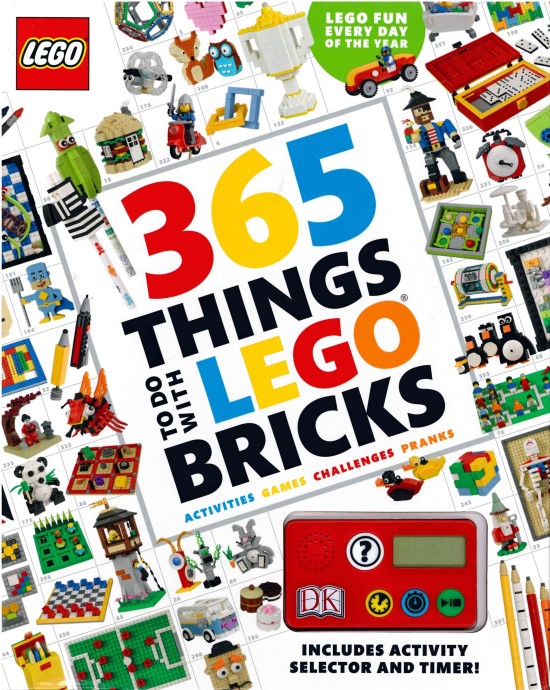 LEGO
LEGO FUN
EVERY DAY
OF THE YEAR
365
THINGS
TO DO
WITH
LEGO®
BRICKS
ACTIVITIES GAMES CHALLENGES PRANKS
?
DK
INCLUDES ACTIVITY
SELECTOR AND TIMER!